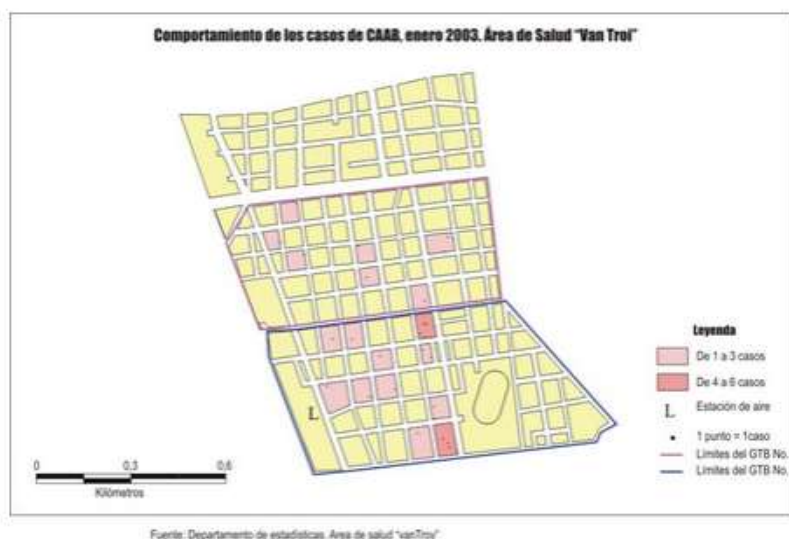 Comportamiento de los casos de CAAB, enero 2003. Área de Salud "Van Troi"
L
Leyenda
De 1 a 3 casos
De 4 a 6 casos
L Estación de aire
1 punto = 1caso
Límites del GTB No.
Límites del GTB No.
0 0,3 0,6
Kilómetros
Fuente: Departamento de estadísticas. Area de salud "vanTroy"